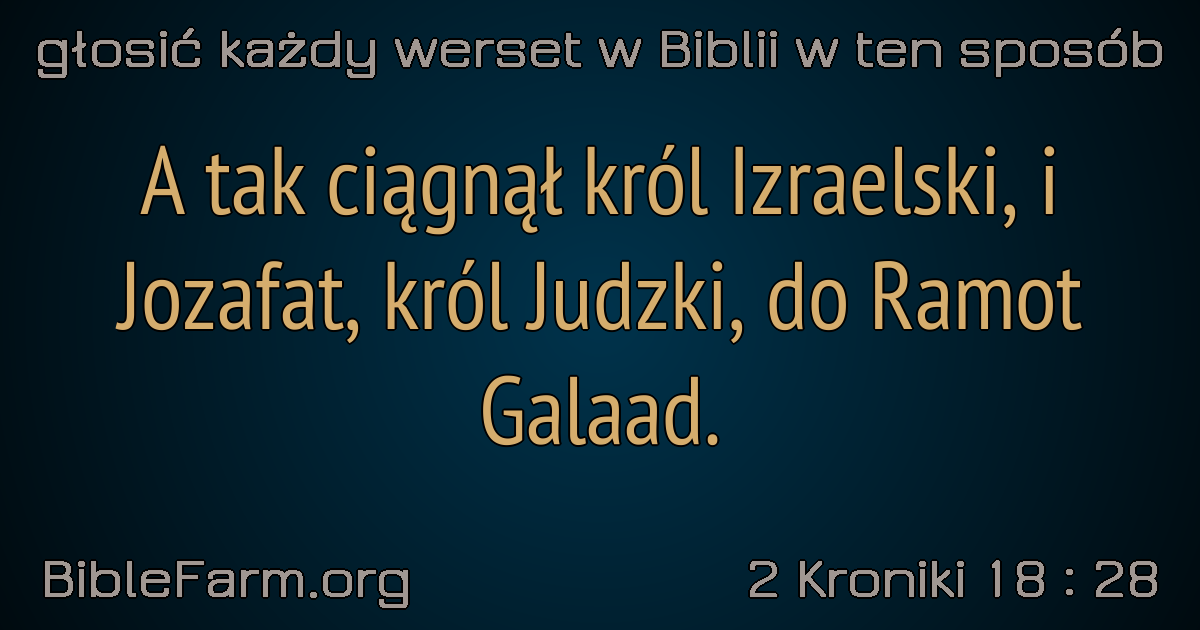 głosić każdy werset w Biblii w ten sposób
A tak ciągnął król Izraelski, i
Jozafat, król Judzki, do Ramot
Galaad.
BibleFarm.org
2 Kroniki 18 : 28